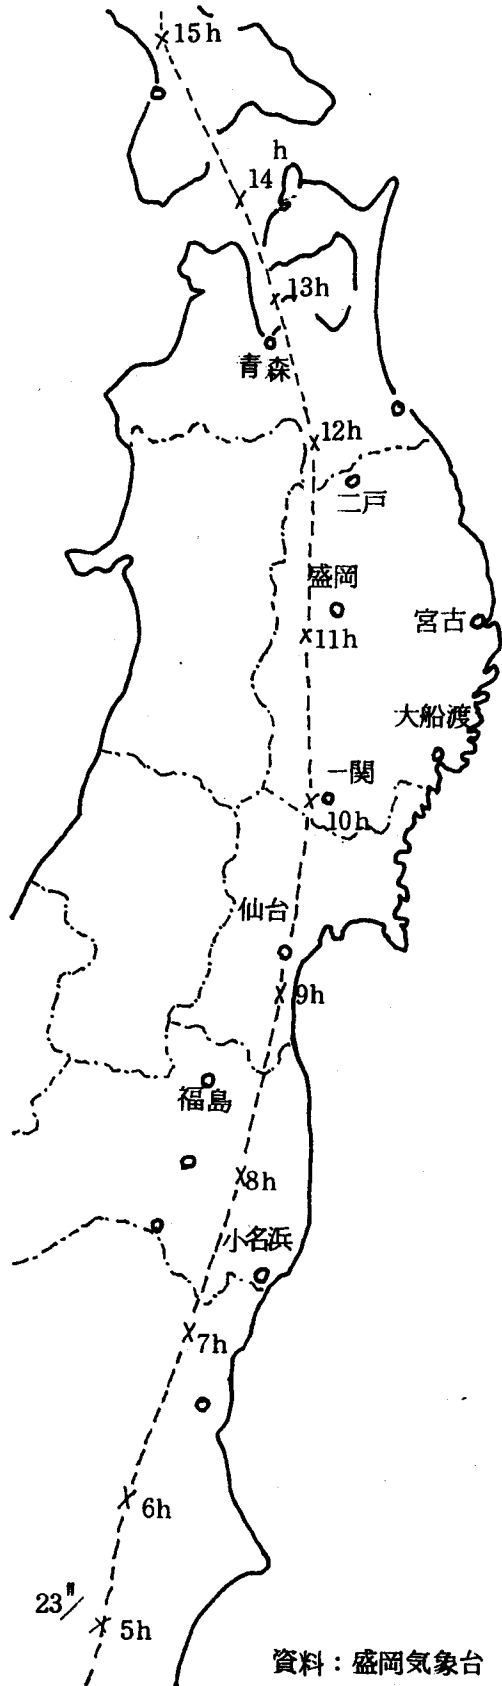 15h
h
14
13h
青森
12h
二戸
盛岡
宮古
11h
大船渡
一関
10h
仙台
9h
福島
8h
小名浜
7h
6h
23"/
5h
資料：盛岡気象台